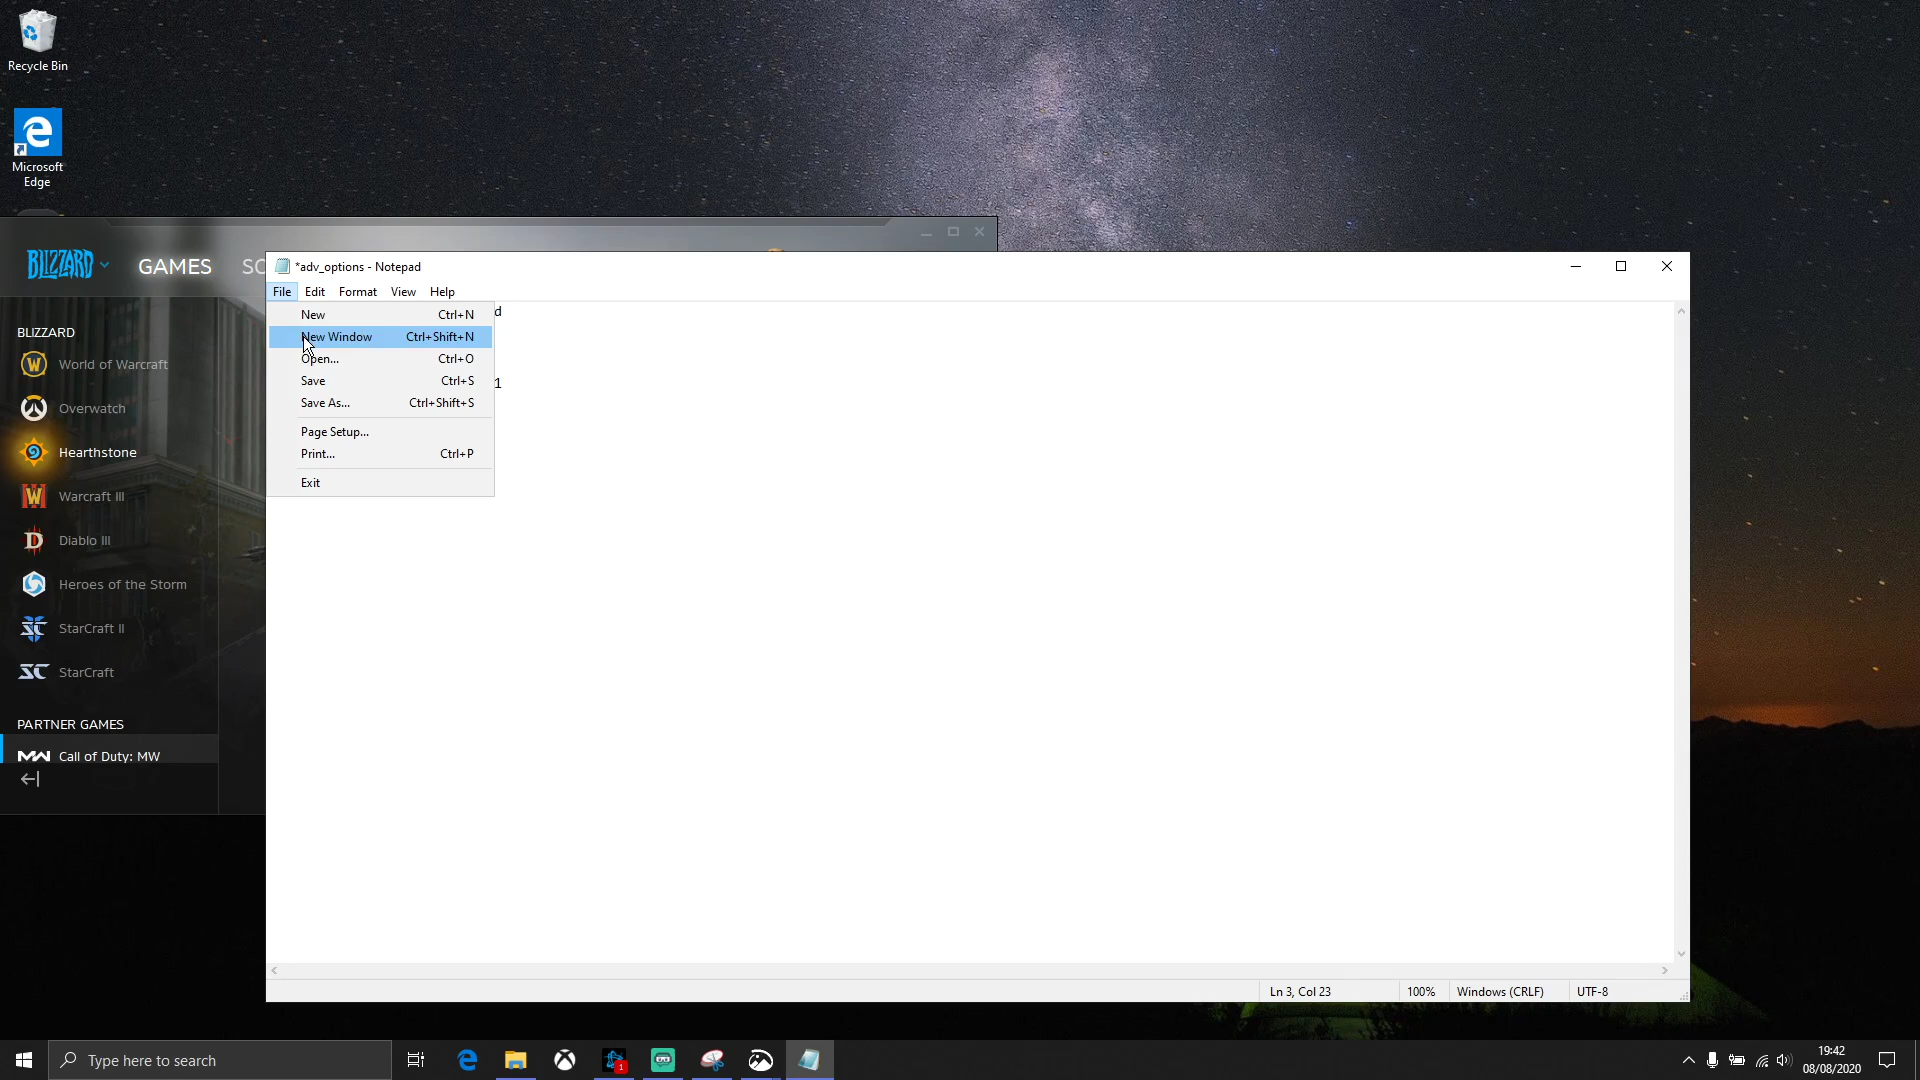 Recycle Bin
Microsoft
Edge
BLIZZARD
GAMES
*adv_options - Notepad
File Edit Format View Help
New Ctrl+N
New Window Ctrl+Shift+N
Open... Ctrl+O
Save Ctrl+S
Save As... Ctrl+Shift+S
Page Setup... 
Print... Ctrl+P
Exit
d
1
BLIZZARD
World of Warcraft
Overwatch
Hearthstone
Warcraft III
Diablo III
Heroes of the Storm
StarCraft II
StarCraft
PARTNER GAMES
Call of Duty: MW
Ln 3, Col 23
100%
Windows (CRLF)
UTF-8
Type here to search
1
19:42
08/08/2020